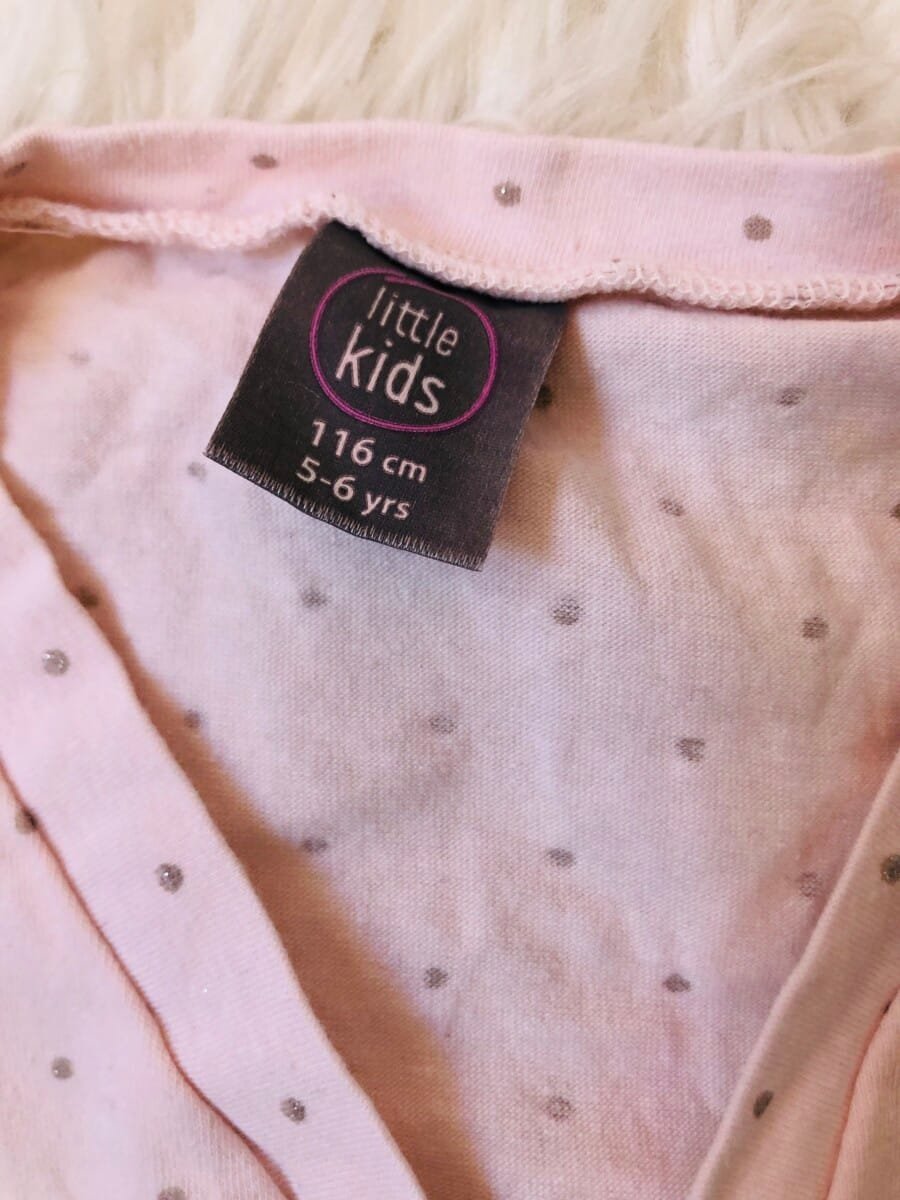 little
kids
116 cm
5-6 yrs